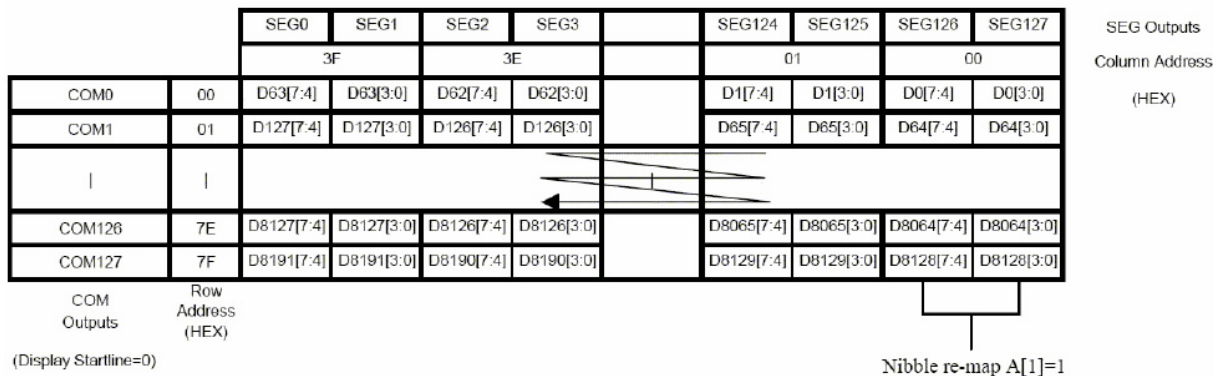 SEG0 SEG1 SEG2 SEG3 SEG124 SEG125 SEG126 SEG127 SEG Outputs
3F 3E 01 00 Column Address
(HEX)
COM0 00 D63[7:4] D63[3:0] D62[7:4] D62[3:0] D1[7:4] D1[3:0] D0[7:4] D0[3:0]
COM1 01 D127[7:4] D127[3:0] D126[7:4] D126[3:0] D65[7:4] D65[3:0] D64[7:4] D64[3:0]
| | |
COM126 7E D8127[7:4] D8127[3:0] D8126[7:4] D8126[3:0] D8065[7:4] D8065[3:0] D8064[7:4] D8064[3:0]
COM127 7F D8191[7:4] D8191[3:0] D8190[7:4] D8190[3:0] D8129[7:4] D8129[3:0] D8128[7:4] D8128[3:0]
COM
Outputs
Row
Address
(HEX)
(Display Startline=0)
Nibble re-map A[1]=1